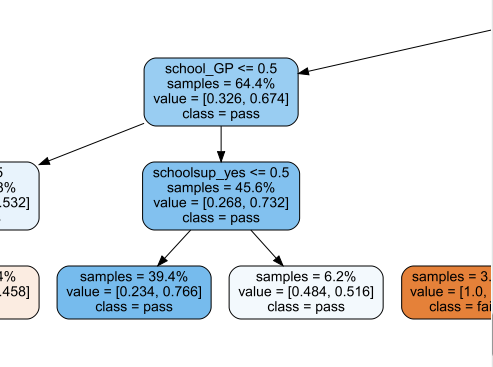 school_GP <= 0.5
samples = 64.4%
value = [0.326, 0.674]
class = pass
5
8%
.532]
schoolsup_yes <= 0.5
samples = 45.6%
value = [0.268, 0.732]
class = pass
4%
.458]
samples = 39.4%
value = [0.234, 0.766]
class = pass
samples = 6.2%
value = [0.484, 0.516]
class = pass
samples = 3.
value = [1.0,
class = fai